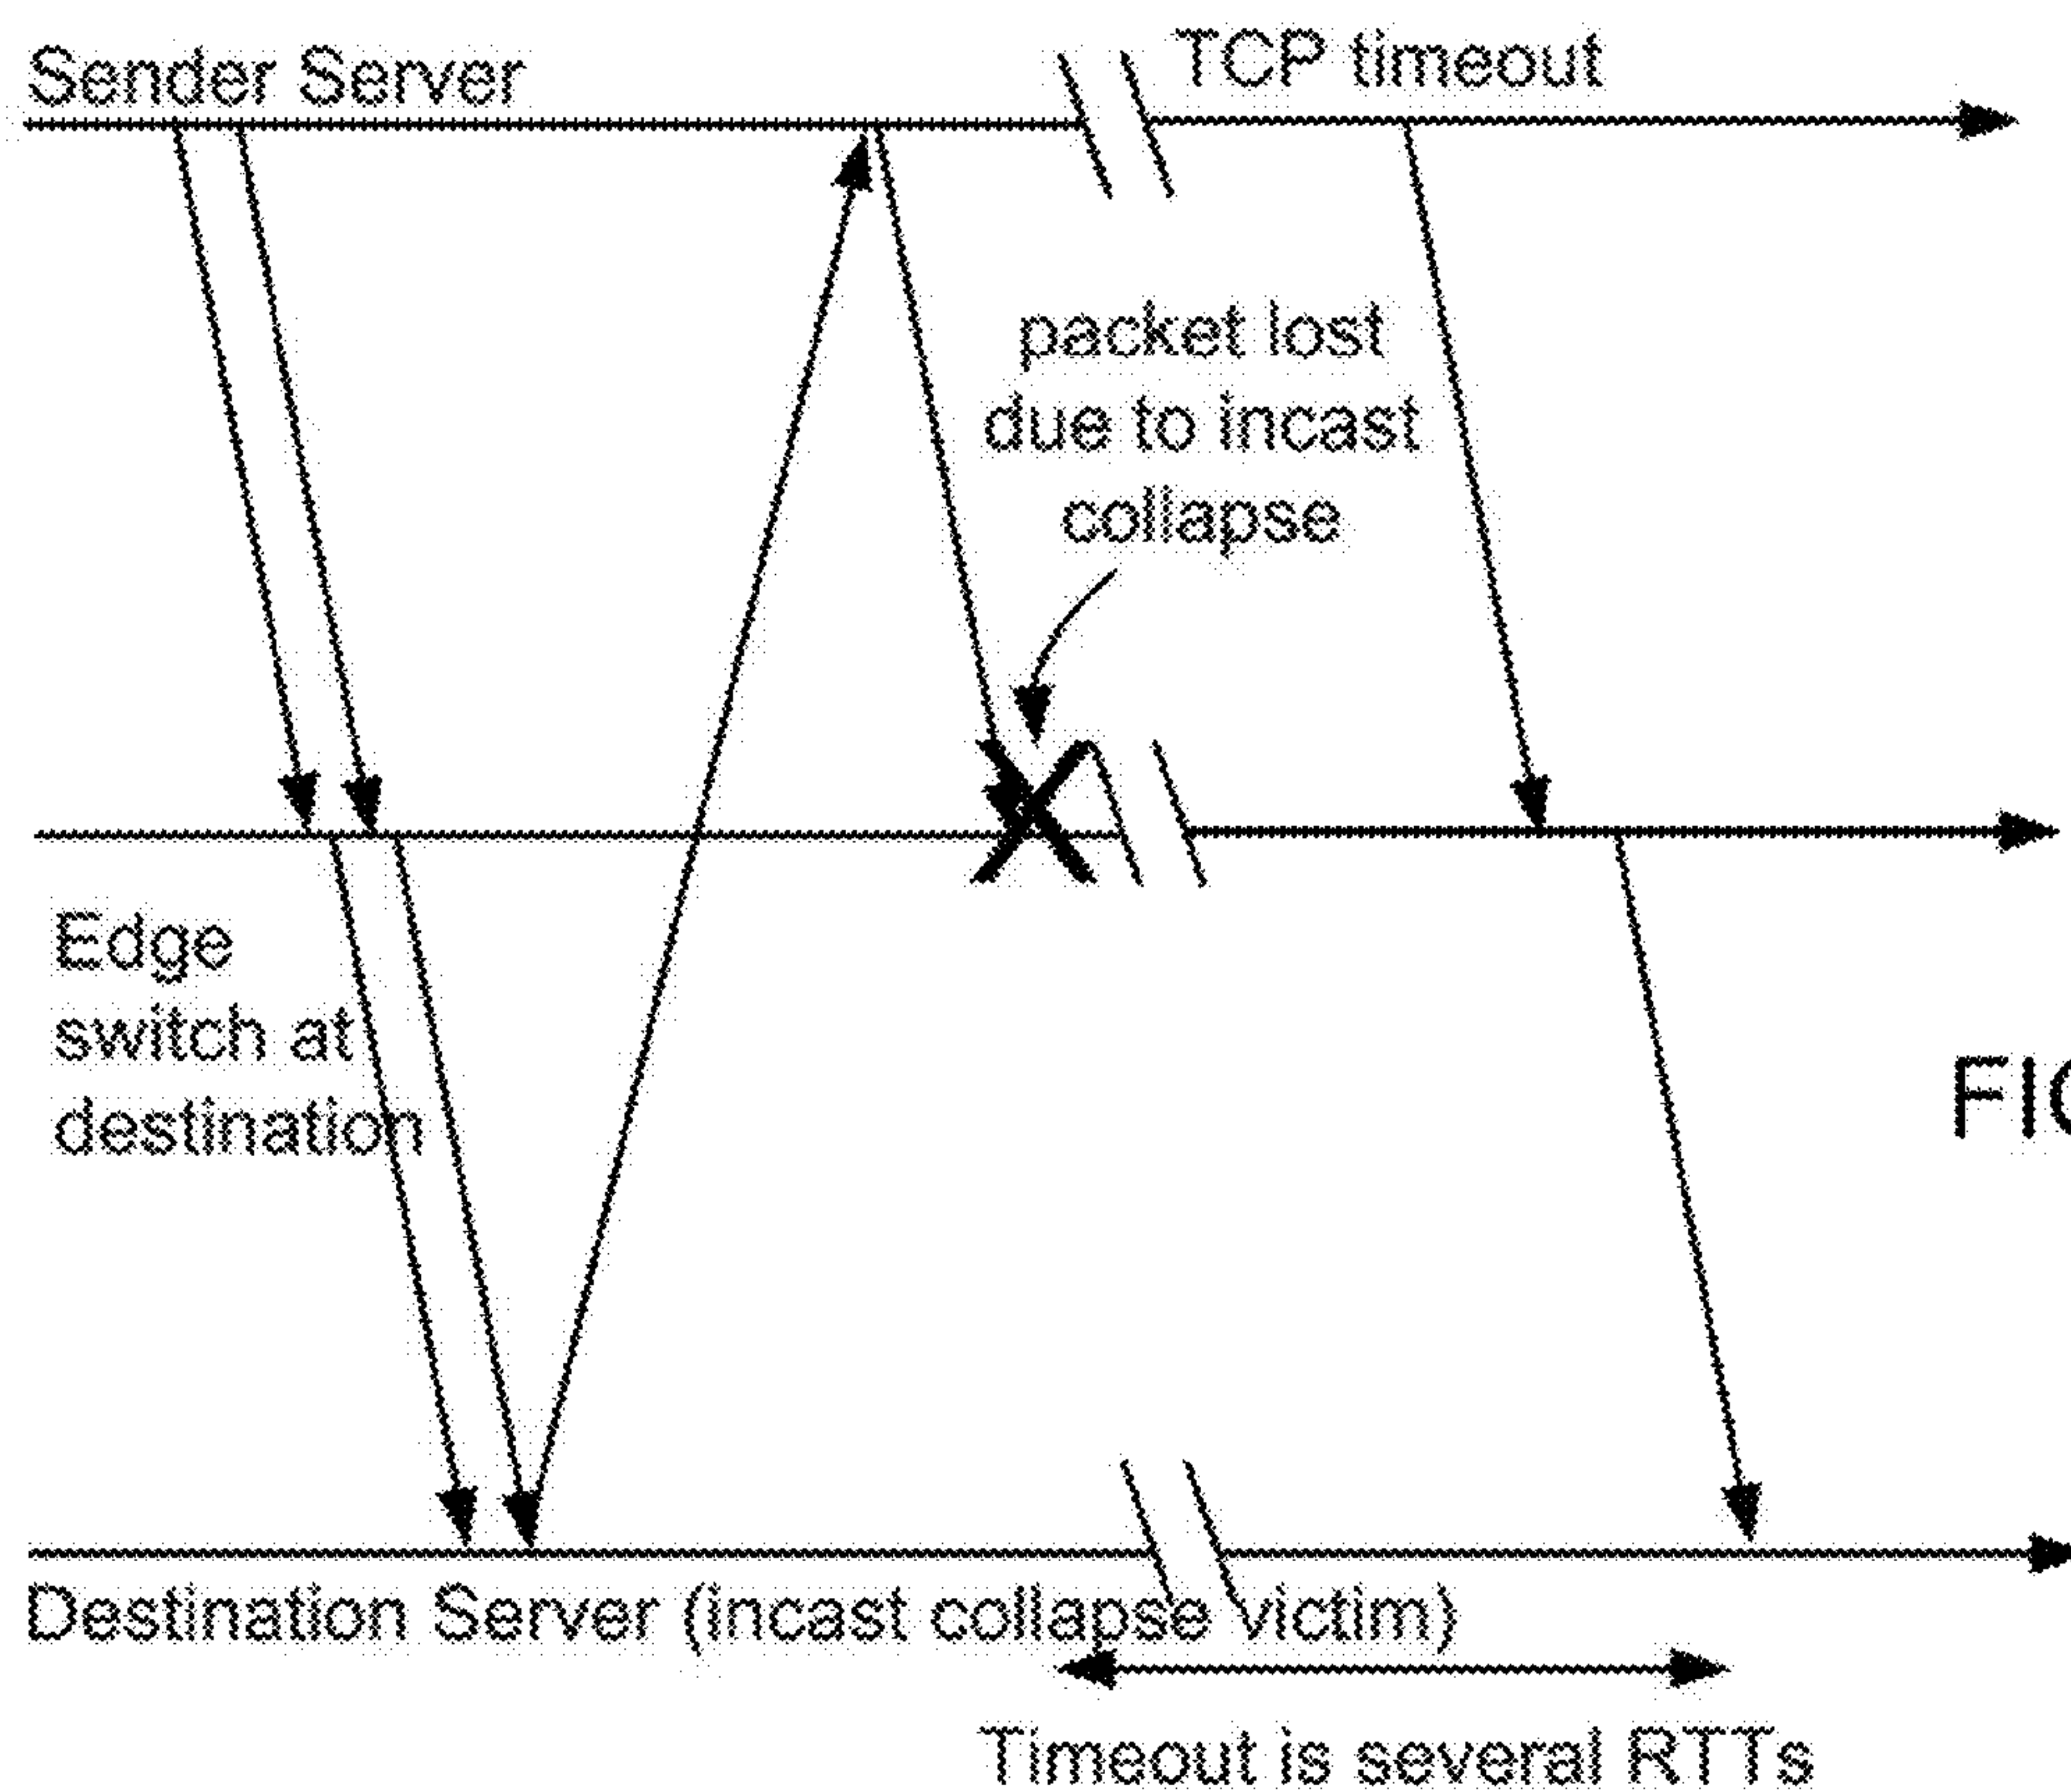 Sender Server
TCP timeout
packet lost
due to incast
collapse
Edge
switch at
destination
Destination Server (incast collapse victim)
Timeout is several RTTs